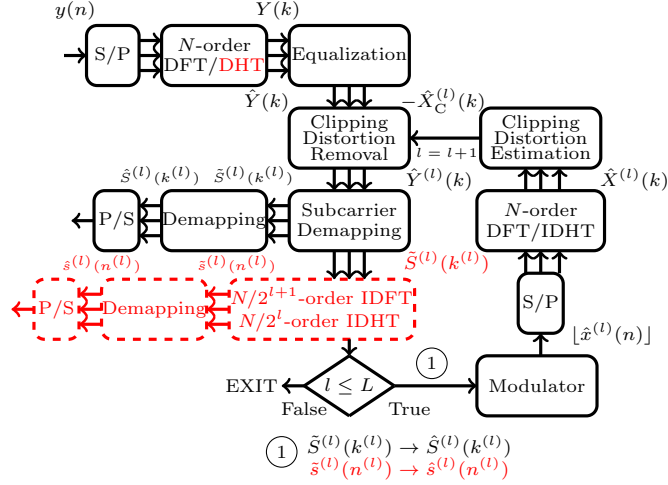 y(n)
Y(k)
S/P
N-order
DFT/DHT
Equalization
Ŷ(k)
−X̂_C^(l)(k)
Clipping
Distortion
Removal
l = l+1
Clipping
Distortion
Estimation
Ŝ^(l)(k^(l))
S̃^(l)(k^(l))
Ŷ^(l)(k)
X̂^(l)(k)
P/S
Demapping
Subcarrier
Demapping
N-order
DFT/IDHT
ŝ^(l)(n^(l))
s̃^(l)(n^(l))
S̃^(l)(k^(l))
P/S
Demapping
N/2^(l+1)-order IDFT
N/2^l-order IDHT
S/P
⌊x̂^(l)(n)⌋
EXIT
l ≤ L
1
Modulator
False
True
1 S̃^(l)(k^(l)) → Ŝ^(l)(k^(l))
s̃^(l)(n^(l)) → ŝ^(l)(n^(l))